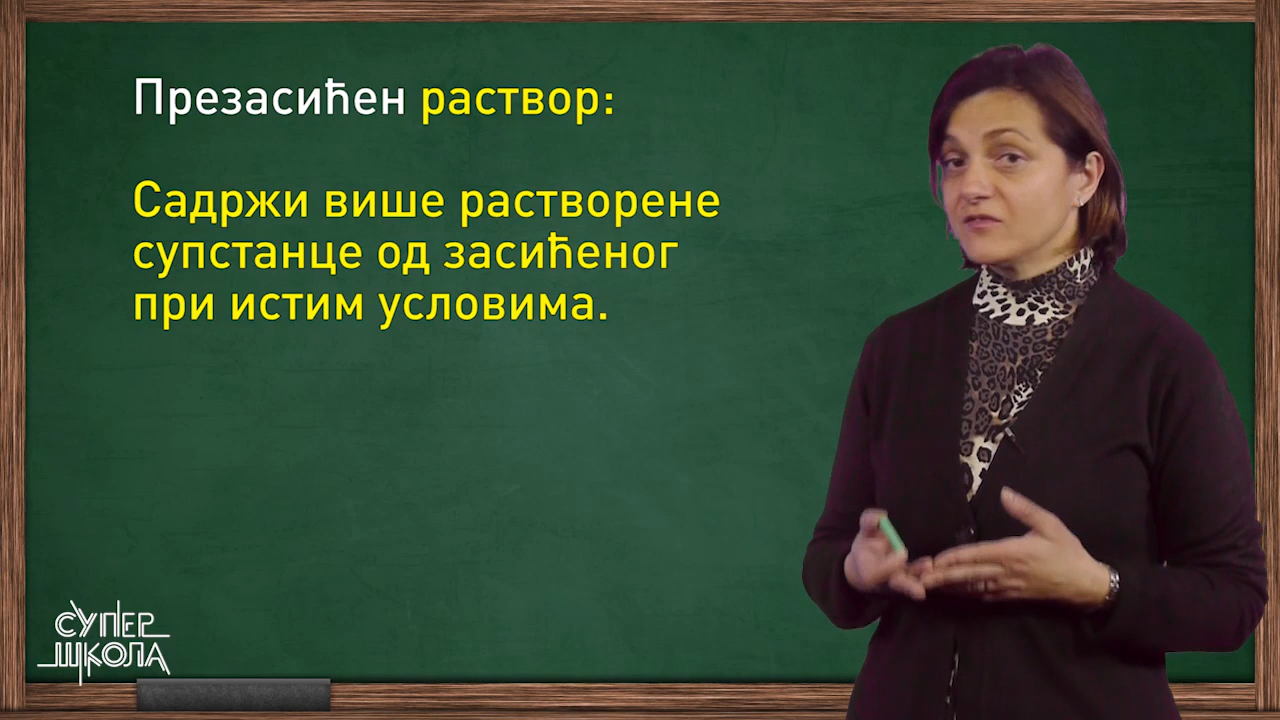 Презасићен раствор:
Садржи више растворене
супстанце од засићеног
при истим условима.
СУПЕР
ШКОЛА